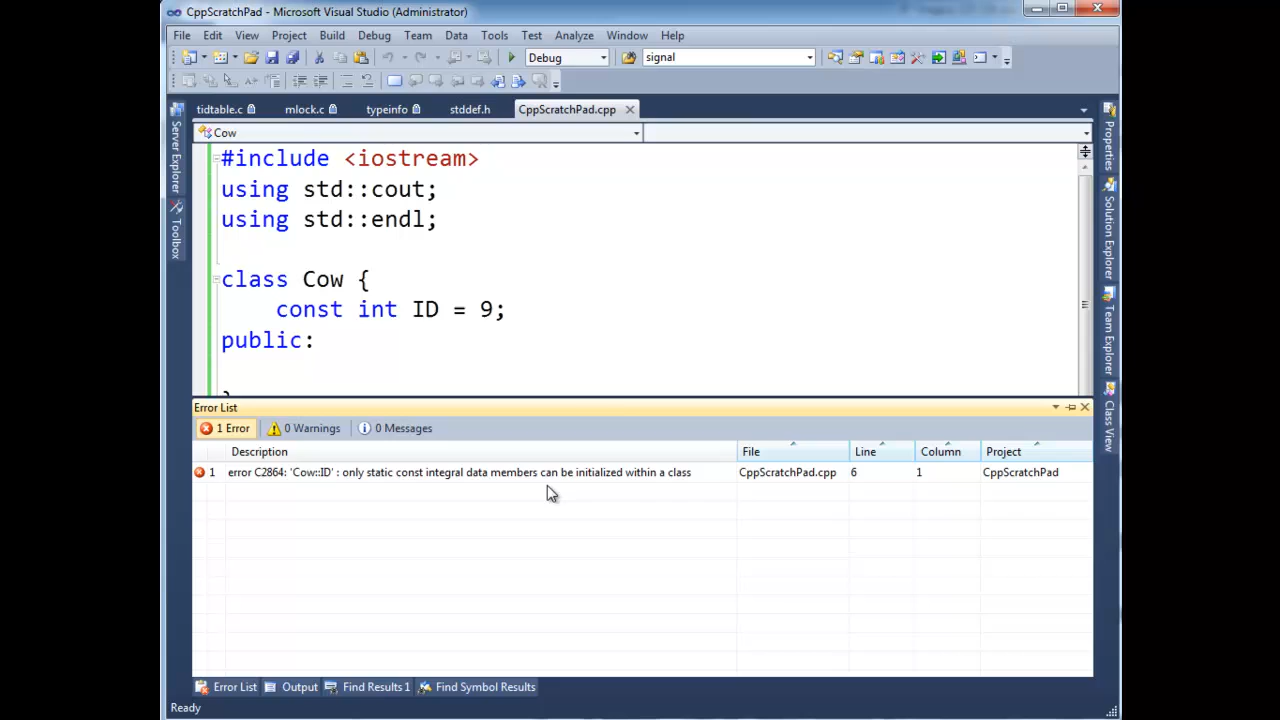 CppScratchPad - Microsoft Visual Studio (Administrator)
File Edit View Project Build Debug Team Data Tools Test Analyze Window Help
Debug signal
tidtable.c mlock.c typeinfo stddef.h CppScratchPad.cpp
Cow
#include <iostream>
using std::cout;
using std::endl;
class Cow {
const int ID = 9;
public:
Error List
1 Error 0 Warnings 0 Messages
Description File Line Column Project
1 error C2864: 'Cow::ID' : only static const integral data members can be initialized within a class CppScratchPad.cpp 6 1 CppScratchPad
Error List Output Find Results 1 Find Symbol Results
Ready
Server Explorer
Toolbox
Properties
Solution Explorer
Team Explorer
Class View